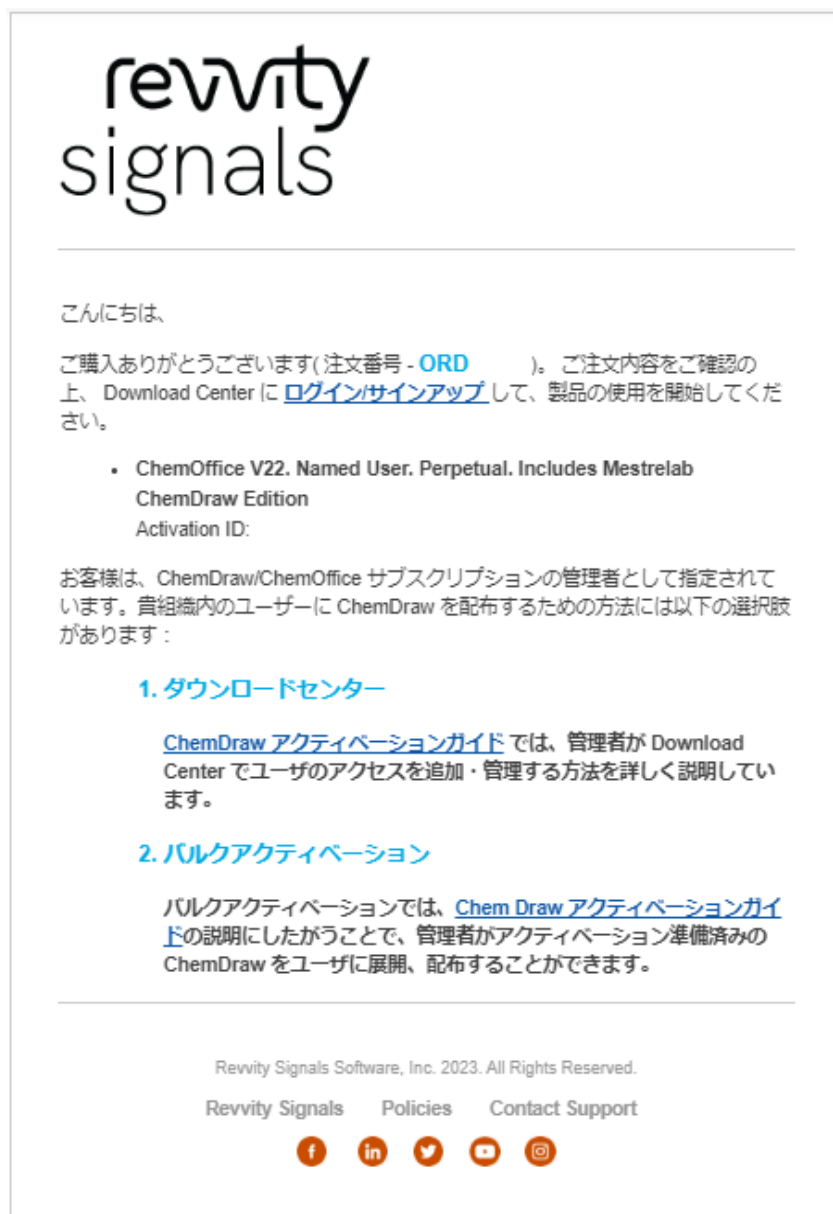 revvity
signals
こんにちは、
ご購入ありがとうございます( 注文番号 - ORD )。 ご注文内容をご確認の
上、 Download Center に ログイン/サインアップ して、製品の使用を開始してくだ
さい。
• ChemOffice V22. Named User. Perpetual. Includes Mestrelab
ChemDraw Edition
Activation ID:
お客様は、ChemDraw/ChemOffice サブスクリプションの管理者として指定されて
います。貴組織内のユーザーに ChemDraw を配布するための方法には以下の選択肢
があります：
1. ダウンロードセンター
ChemDraw アクティベーションガイド では、管理者が Download
Center でユーザのアクセスを追加・管理する方法を詳しく説明してい
ます。
2. バルクアクティベーション
バルクアクティベーションでは、Chem Draw アクティベーションガイ
ドの説明にしたがうことで、管理者がアクティベーション準備済みの
ChemDraw をユーザに展開、配布することができます。
Revvity Signals Software, Inc. 2023. All Rights Reserved.
Revvity Signals Policies Contact Support